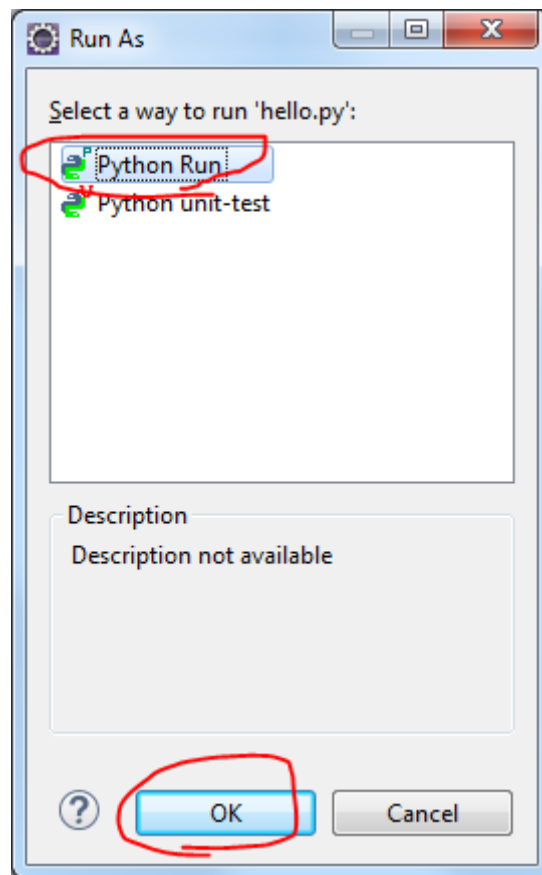 Run As
Select a way to run 'hello.py':
Python Run
Python unit-test
Description
Description not available
OK
Cancel